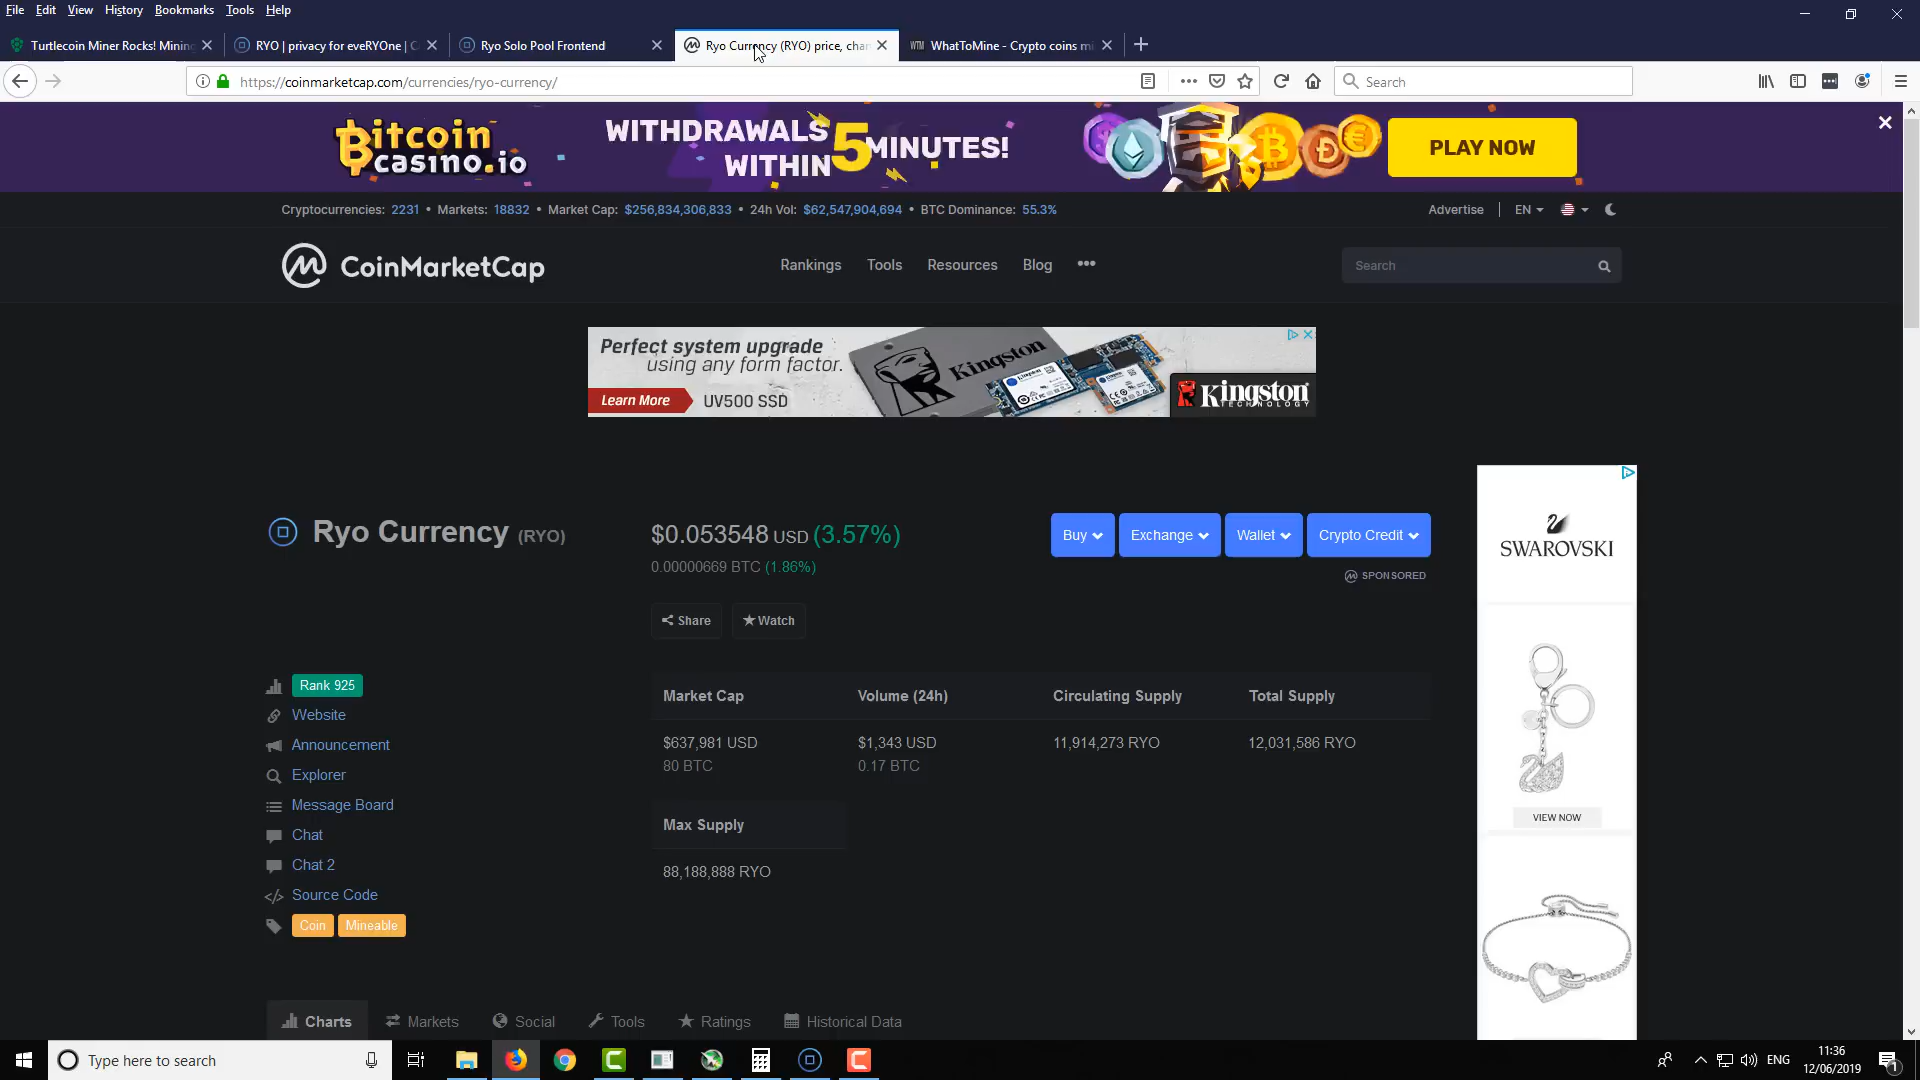 File Edit View History Bookmarks Tools Help
Turtlecoin Miner Rocks! Mining
RYO | privacy for eveRYOne |
Ryo Solo Pool Frontend
Ryo Currency (RYO) price, char
WhatToMine - Crypto coins mi
https://coinmarketcap.com/currencies/ryo-currency/
Search
Bitcoin casino.io
WITHDRAWALS WITHIN 5 MINUTES!
PLAY NOW
Cryptocurrencies: 2231 • Markets: 18832 • Market Cap: $256,834,306,833 • 24h Vol: $62,547,904,694 • BTC Dominance: 55.3%
Advertise | EN
CoinMarketCap
Rankings Tools Resources Blog •••
Search
Perfect system upgrade
using any form factor.
Learn More UV500 SSD
Kingston
Kingston
TECHNOLOGY
Ryo Currency (RYO)
$0.053548 USD (3.57%)
0.00000669 BTC (1.86%)
Buy Exchange Wallet Crypto Credit
SPONSORED
Share Watch
SWAROVSKI
VIEW NOW
Rank 925
Website
Announcement
Explorer
Message Board
Chat
Chat 2
Source Code
Coin Mineable
Market Cap Volume (24h) Circulating Supply Total Supply
$637,981 USD $1,343 USD 11,914,273 RYO 12,031,586 RYO
80 BTC 0.17 BTC
Max Supply
88,188,888 RYO
Charts Markets Social Tools Ratings Historical Data
Type here to search
ENG
11:36
12/06/2019
1